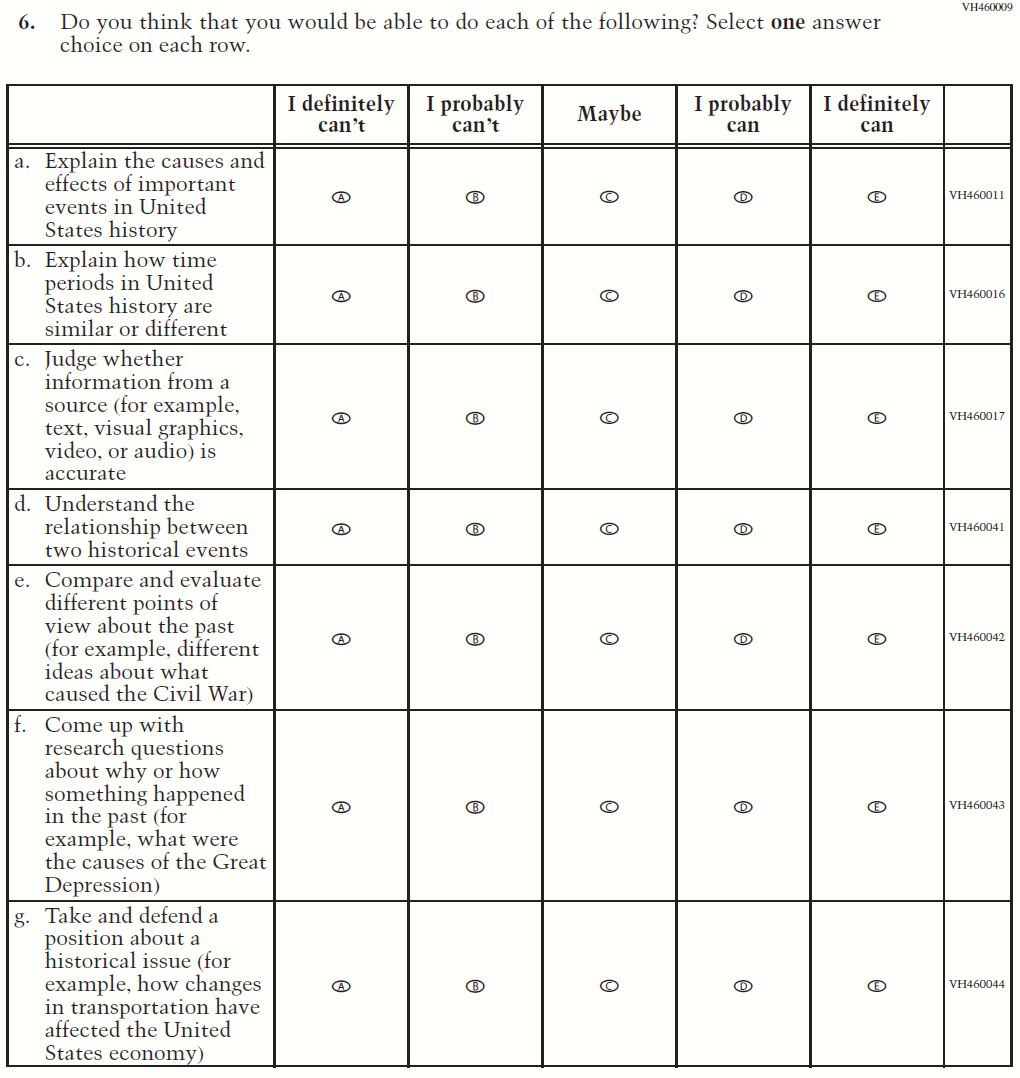 VH460009
6. Do you think that you would be able to do each of the following? Select one answer
choice on each row.
I definitely can’t I probably can’t Maybe I probably can I definitely can
a. Explain the causes and
effects of important
events in United
States history
A B C D E VH460011
b. Explain how time
periods in United
States history are
similar or different
A B C D E VH460016
c. Judge whether
information from a
source (for example,
text, visual graphics,
video, or audio) is
accurate
A B C D E VH460017
d. Understand the
relationship between
two historical events
A B C D E VH460041
e. Compare and evaluate
different points of
view about the past
(for example, different
ideas about what
caused the Civil War)
A B C D E VH460042
f. Come up with
research questions
about why or how
something happened
in the past (for
example, what were
the causes of the Great
Depression)
A B C D E VH460043
g. Take and defend a
position about a
historical issue (for
example, how changes
in transportation have
affected the United
States economy)
A B C D E VH460044